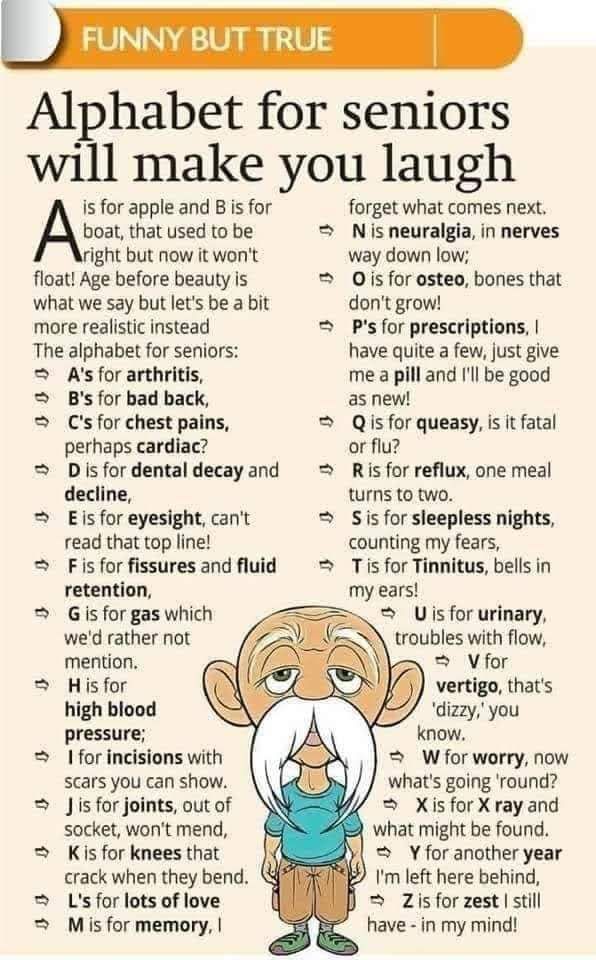 FUNNY BUT TRUE
Alphabet for seniors
will make you laugh
A is for apple and B is for
boat, that used to be
right but now it won't
float! Age before beauty is
what we say but let's be a bit
more realistic instead
The alphabet for seniors:
⇨ A's for arthritis,
⇨ B's for bad back,
⇨ C's for chest pains,
perhaps cardiac?
⇨ D is for dental decay and
decline,
⇨ E is for eyesight, can't
read that top line!
⇨ F is for fissures and fluid
retention,
⇨ G is for gas which
we'd rather not
mention.
⇨ H is for
high blood
pressure;
⇨ I for incisions with
scars you can show.
⇨ J is for joints, out of
socket, won't mend,
⇨ K is for knees that
crack when they bend.
⇨ L's for lots of love
⇨ M is for memory, I
forget what comes next.
⇨ N is neuralgia, in nerves
way down low;
⇨ O is for osteo, bones that
don't grow!
⇨ P's for prescriptions, I
have quite a few, just give
me a pill and I'll be good
as new!
⇨ Q is for queasy, is it fatal
or flu?
⇨ R is for reflux, one meal
turns to two.
⇨ S is for sleepless nights,
counting my fears,
⇨ T is for Tinnitus, bells in
my ears!
⇨ U is for urinary,
troubles with flow,
⇨ V for
vertigo, that's
'dizzy,' you
know.
⇨ W for worry, now
what's going 'round?
⇨ X is for X ray and
what might be found.
⇨ Y for another year
I'm left here behind,
⇨ Z is for zest I still
have - in my mind!